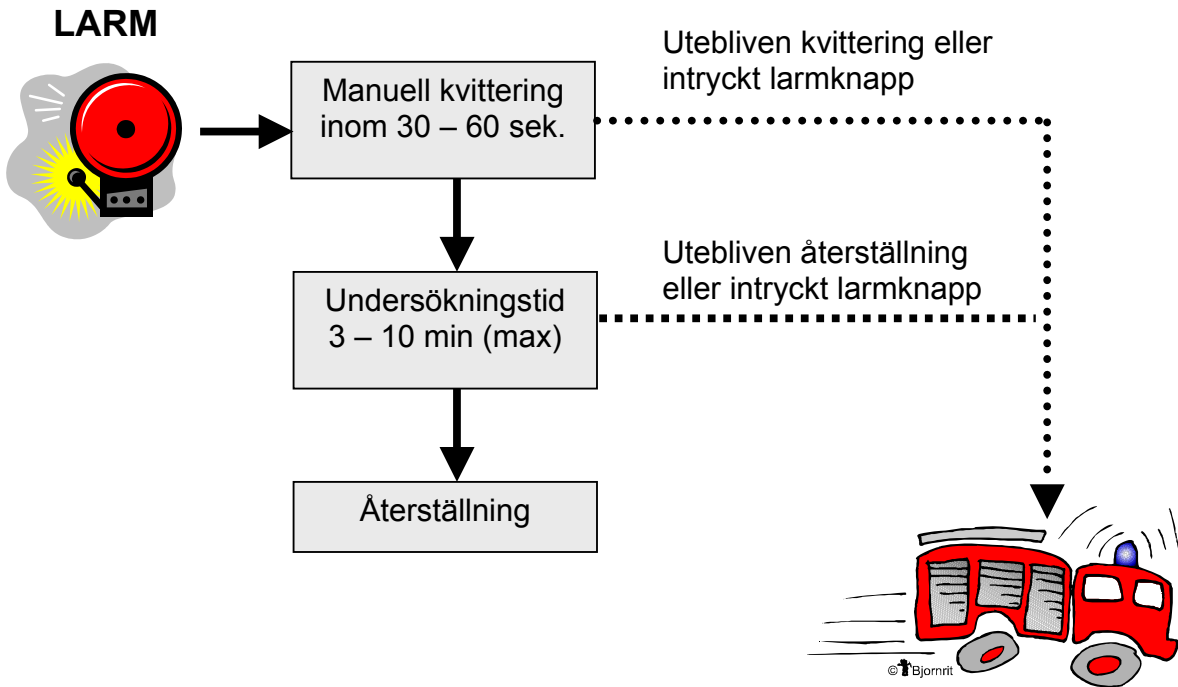 LARM
Manuell kvittering
inom 30 – 60 sek.
Utebliven kvittering eller
intryckt larmknapp
Undersökningstid
3 – 10 min (max)
Utebliven återställning
eller intryckt larmknapp
Återställning
© Bjornrit